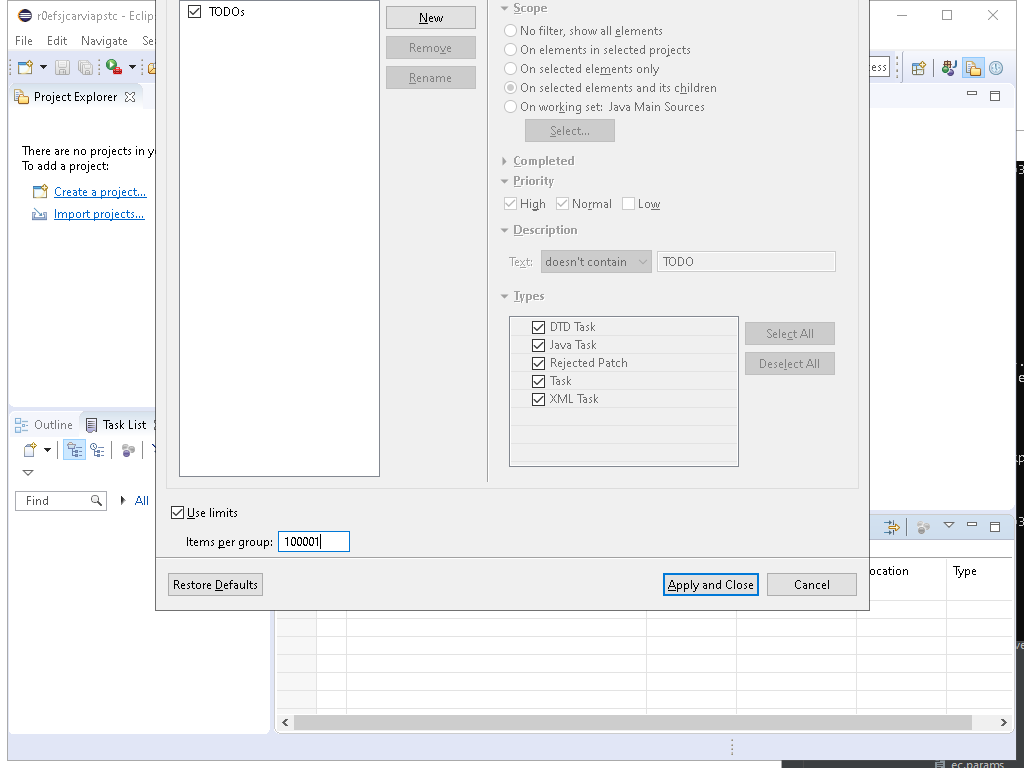 r0efsjcarviapstc - Eclip
File Edit Navigate Se
Project Explorer
There are no projects in y
To add a project:
Create a project...
Import projects...
Outline Task List
Find All
TODOs
New
Remove
Rename
Scope
No filter, show all elements
On elements in selected projects
On selected elements only
On selected elements and its children
On working set: Java Main Sources
Select...
Completed
Priority
High Normal Low
Description
Text: doesn't contain TODO
Types
DTD Task
Java Task
Rejected Patch
Task
XML Task
Select All
Deselect All
Use limits
Items per group: 100001
Restore Defaults Apply and Close Cancel
ess
ocation Type
ec.params